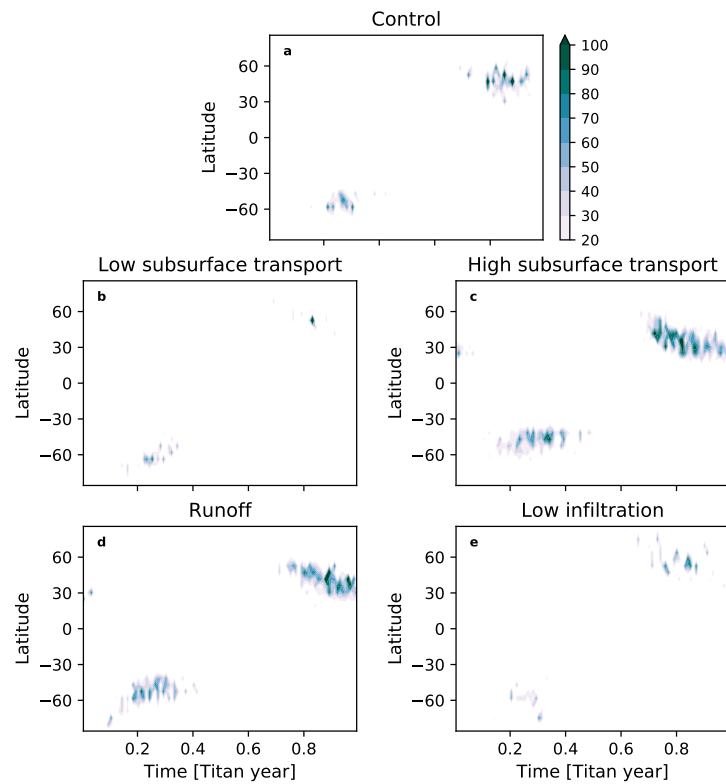 Control
a
Latitude
60
30
0
−30
−60
100
90
80
70
60
50
40
30
20
Low subsurface transport
b
Latitude
60
30
0
−30
−60
High subsurface transport
c
Latitude
60
30
0
−30
−60
Runoff
d
Latitude
60
30
0
−30
−60
0.2 0.4 0.6 0.8
Time [Titan year]
Low infiltration
e
Latitude
60
30
0
−30
−60
0.2 0.4 0.6 0.8
Time [Titan year]